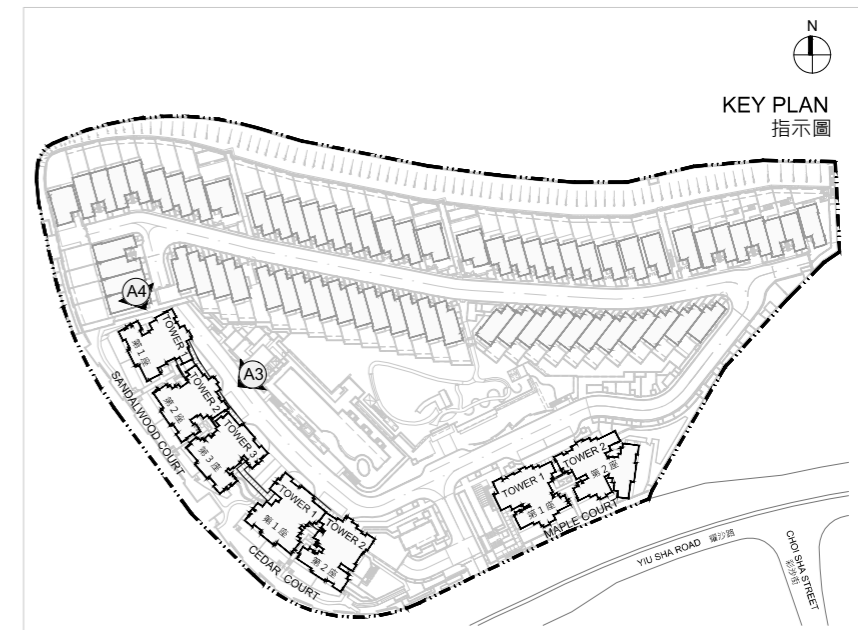 N
KEY PLAN
指示圖
A4
A3
TOWER
第1座
TOWER 2
第2座
TOWER 3
第3座
SANDALWOOD COURT
TOWER 1
第1座
TOWER 2
第2座
CEDAR COURT
TOWER 1
第1座
TOWER 2
第2座
MAPLE COURT
YIU SHA ROAD 耀沙路
CHOI SHA STREET
彩沙街